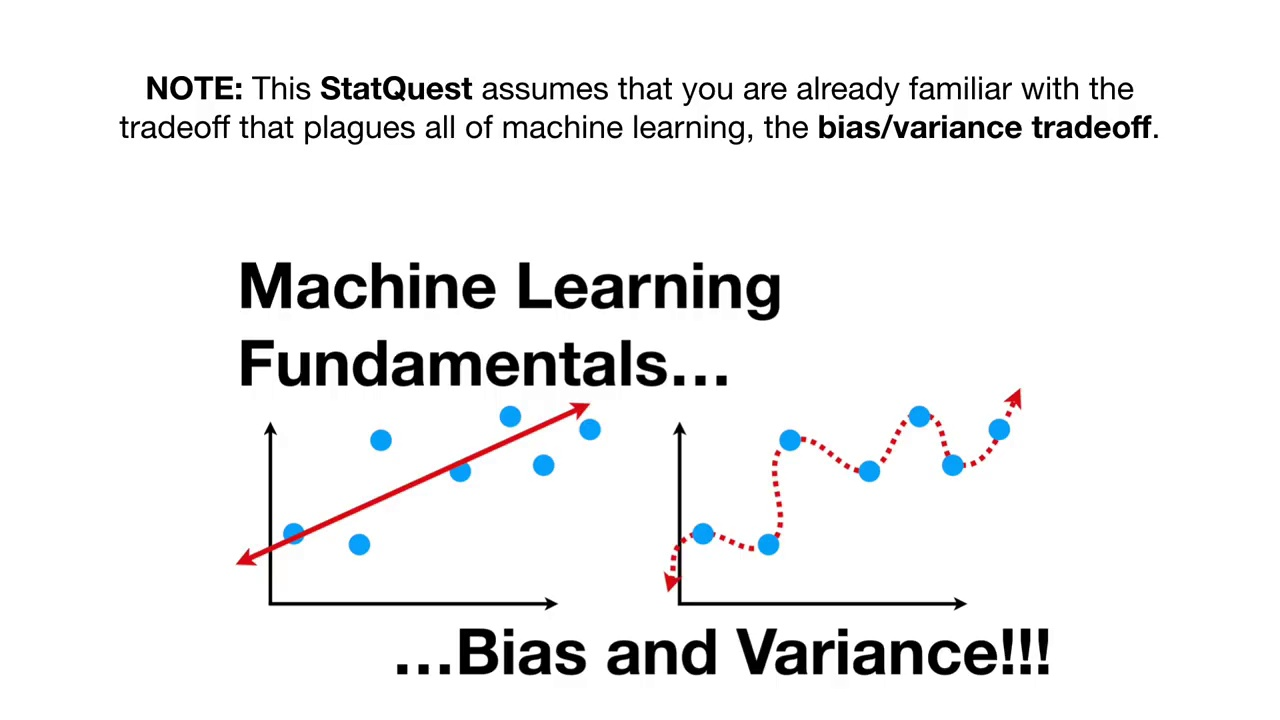 NOTE: This StatQuest assumes that you are already familiar with the
tradeoff that plagues all of machine learning, the bias/variance tradeoff.
Machine Learning
Fundamentals…
…Bias and Variance!!!